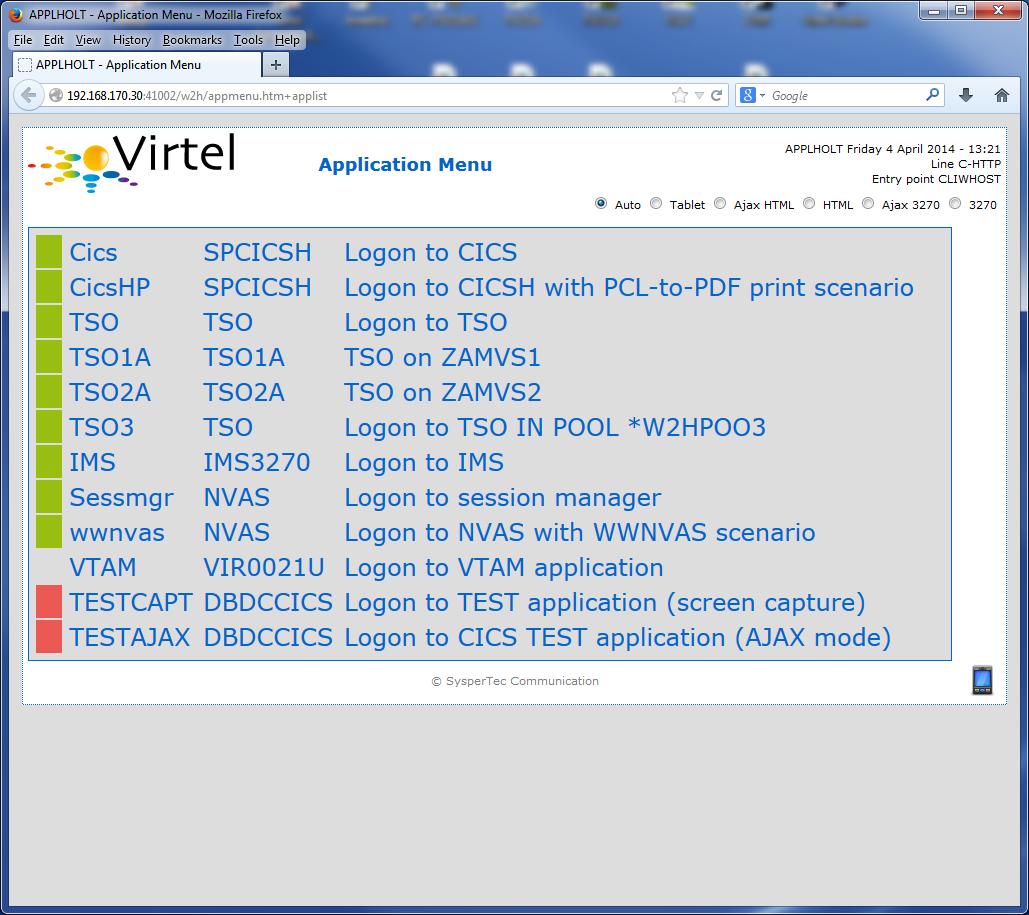 APPLHOLT - Application Menu - Mozilla Firefox
File Edit View History Bookmarks Tools Help
APPLHOLT - Application Menu
192.168.170.30:41002/w2h/appmenu.htm+applist
8 Google
Virtel
Application Menu
APPLHOLT Friday 4 April 2014 - 13:21
Line C-HTTP
Entry point CLIWHOST
Auto Tablet Ajax HTML HTML Ajax 3270 3270
Cics SPCICSH Logon to CICS
CicsHP SPCICSH Logon to CICSH with PCL-to-PDF print scenario
TSO TSO Logon to TSO
TSO1A TSO1A TSO on ZAMVS1
TSO2A TSO2A TSO on ZAMVS2
TSO3 TSO Logon to TSO IN POOL *W2HPOO3
IMS IMS3270 Logon to IMS
Sessmgr NVAS Logon to session manager
wwnvas NVAS Logon to NVAS with WWNVAS scenario
VTAM VIR0021U Logon to VTAM application
TESTCAPT DBDCCICS Logon to TEST application (screen capture)
TESTAJAX DBDCCICS Logon to CICS TEST application (AJAX mode)
© SysperTec Communication